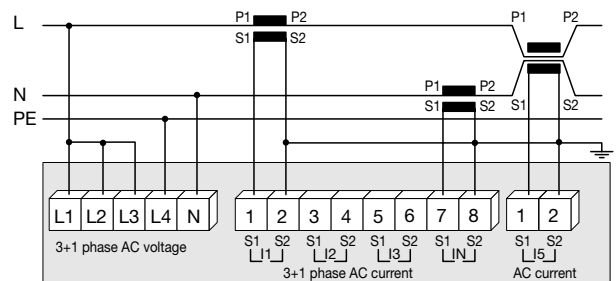 L P1 P2 P1 P2
S1 S2
N P1 P2
S1 S2 S1 S2
PE
L1 L2 L3 L4 N 1 2 3 4 5 6 7 8 1 2
S1 S2 S1 S2 S1 S2 S1 S2 S1 S2
I1 I2 I3 IN I5
3+1 phase AC voltage 3+1 phase AC current AC current